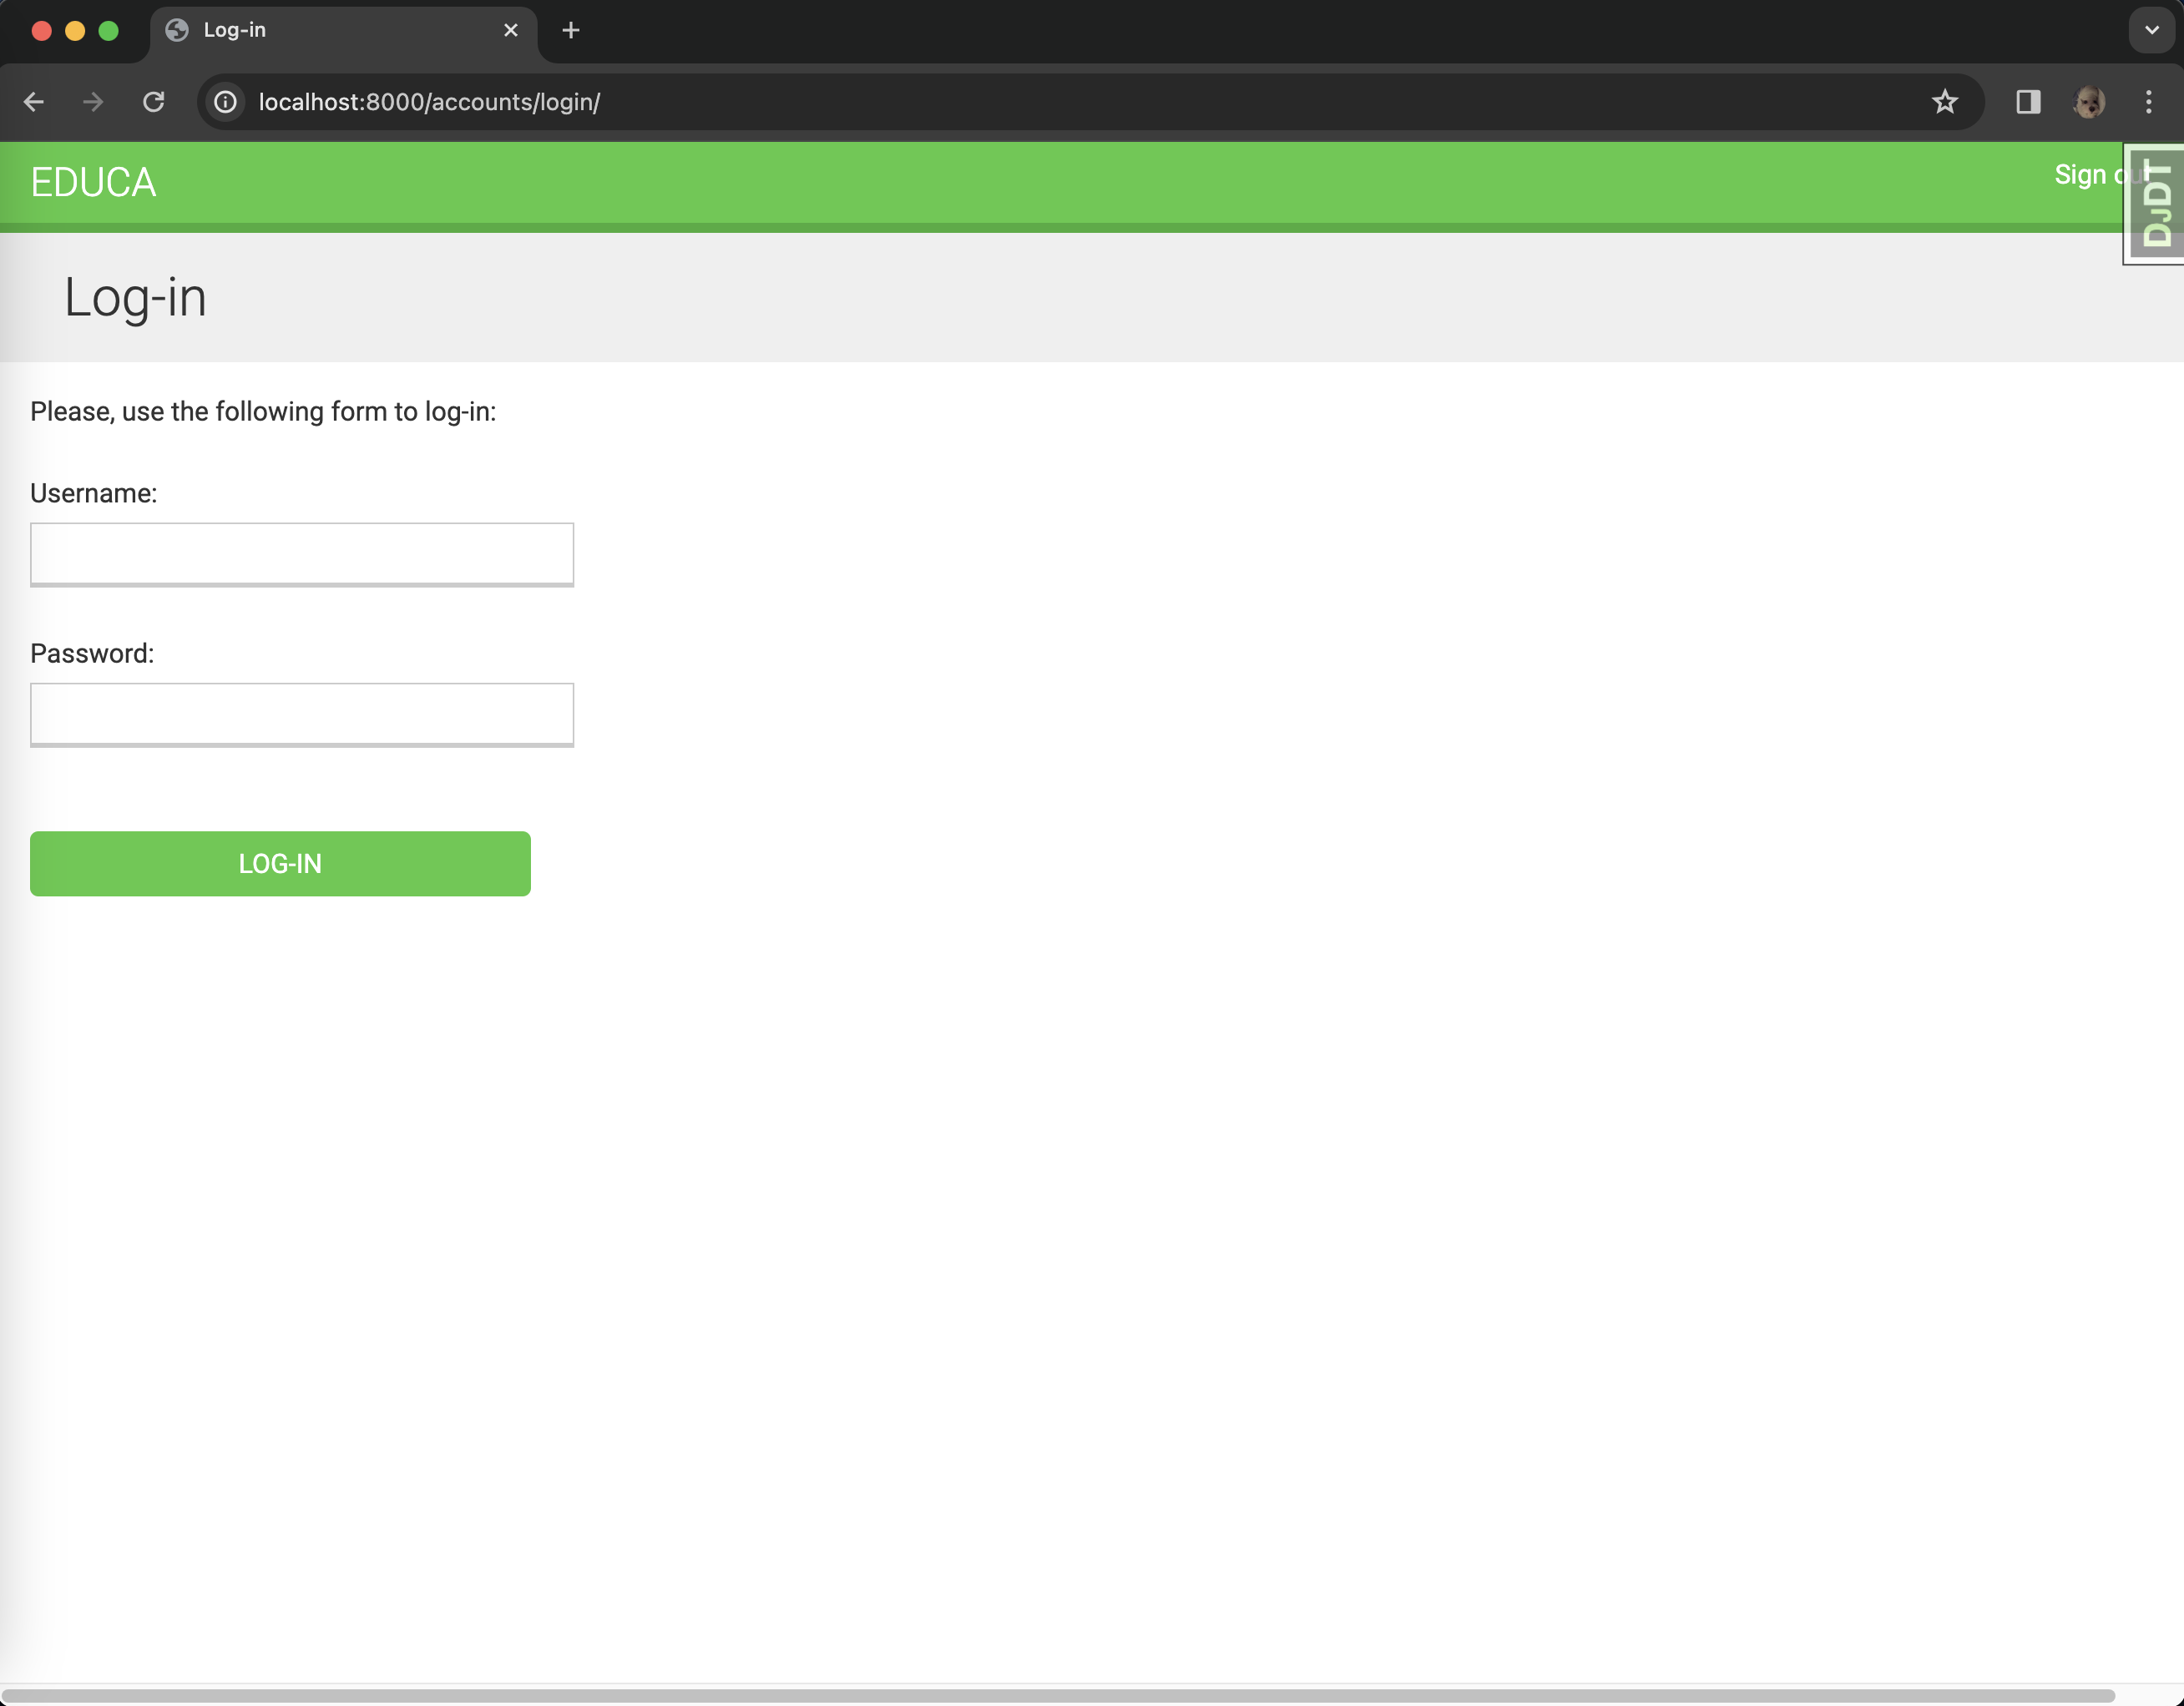 Log-in
localhost:8000/accounts/login/
EDUCA
Sign out
DJDT
Log-in
Please, use the following form to log-in:
Username:
Password:
LOG-IN